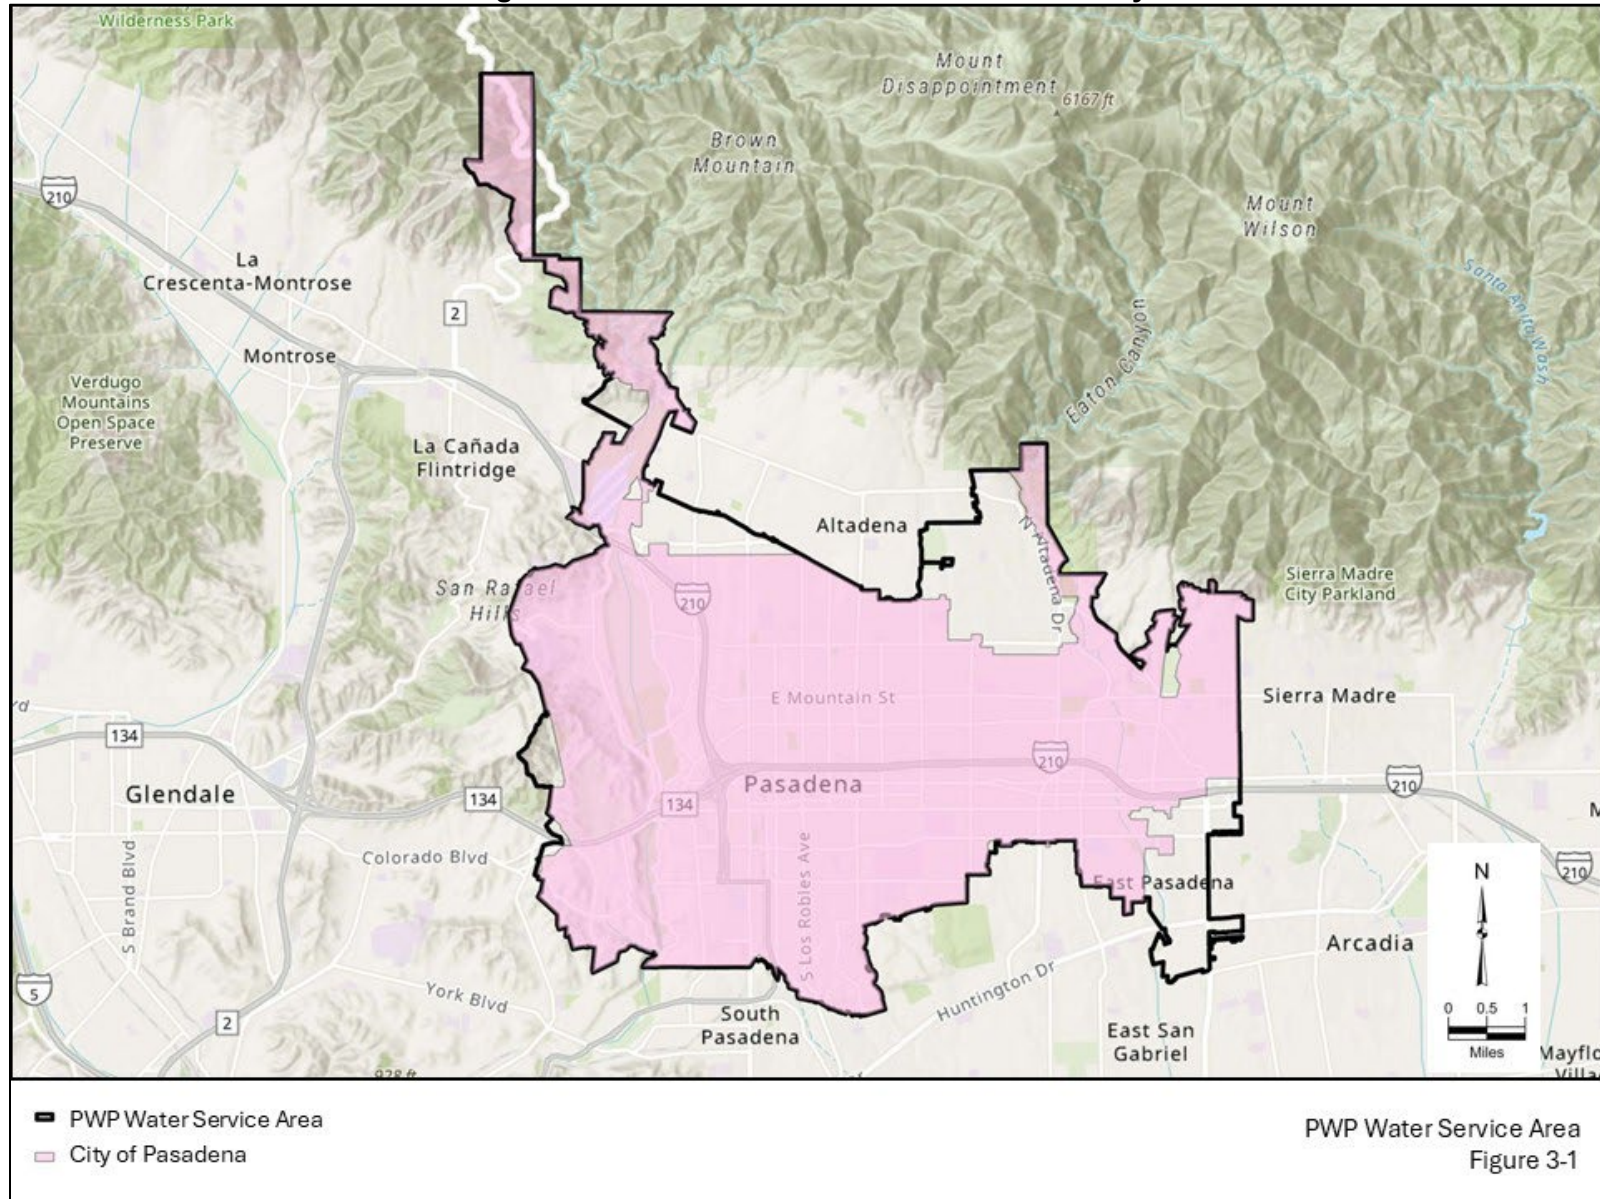 Wilderness Park
Mount
Disappointment
6167 ft
Brown
Mountain
210
Mount
Wilson
La
Crescenta-Montrose
Santa Anita Wash
2
Eaton Canyon
Montrose
Verdugo
Mountains
Open Space
Preserve
La Cañada
Flintridge
Altadena
N Altadena Dr
San Rafael
Hills
210
Sierra Madre
City Parkland
E Mountain St
Sierra Madre
rd
134
210
Pasadena
210
Glendale
134
134
Colorado Blvd
S Brand Blvd
S Los Robles Ave
210
East Pasadena
N
Arcadia
5
York Blvd
Huntington Dr
2
South
Pasadena
East San
Gabriel
0 0.5 1
Miles
928 ft
PWP Water Service Area
City of Pasadena
PWP Water Service Area
Figure 3-1